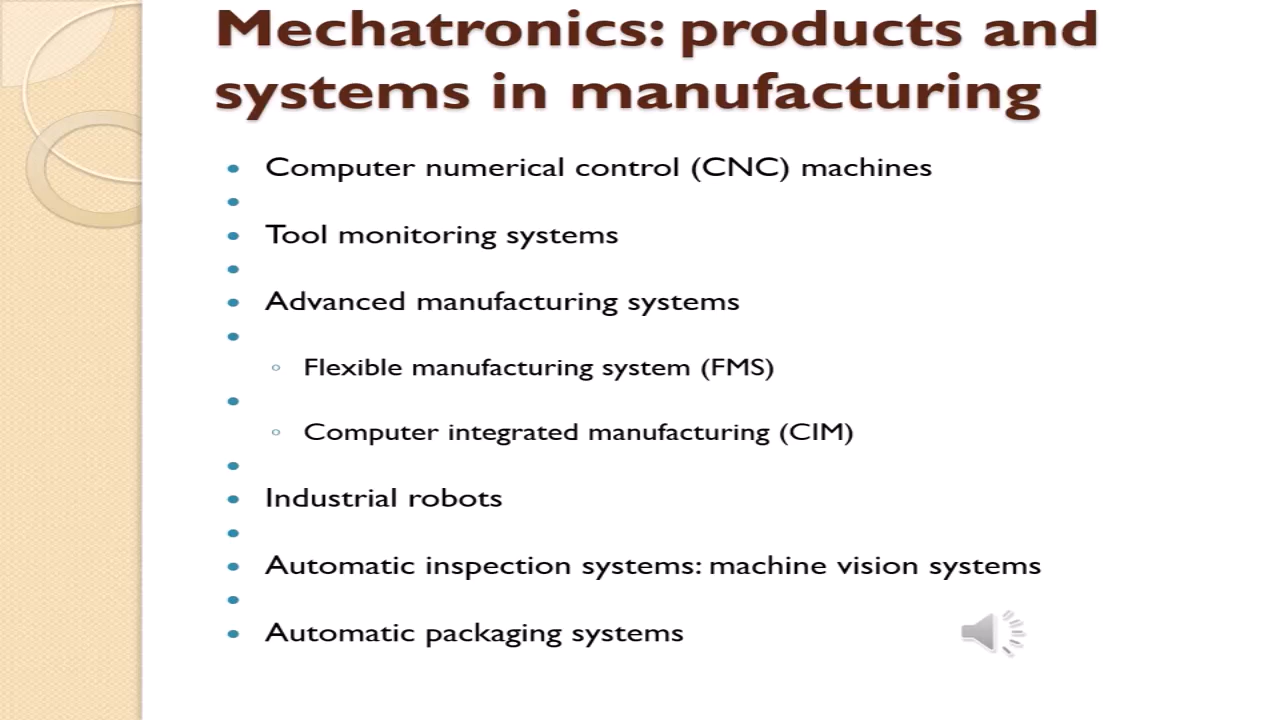 Mechatronics: products and
systems in manufacturing
Computer numerical control (CNC) machines
Tool monitoring systems
Advanced manufacturing systems
Flexible manufacturing system (FMS)
Computer integrated manufacturing (CIM)
Industrial robots
Automatic inspection systems: machine vision systems
Automatic packaging systems